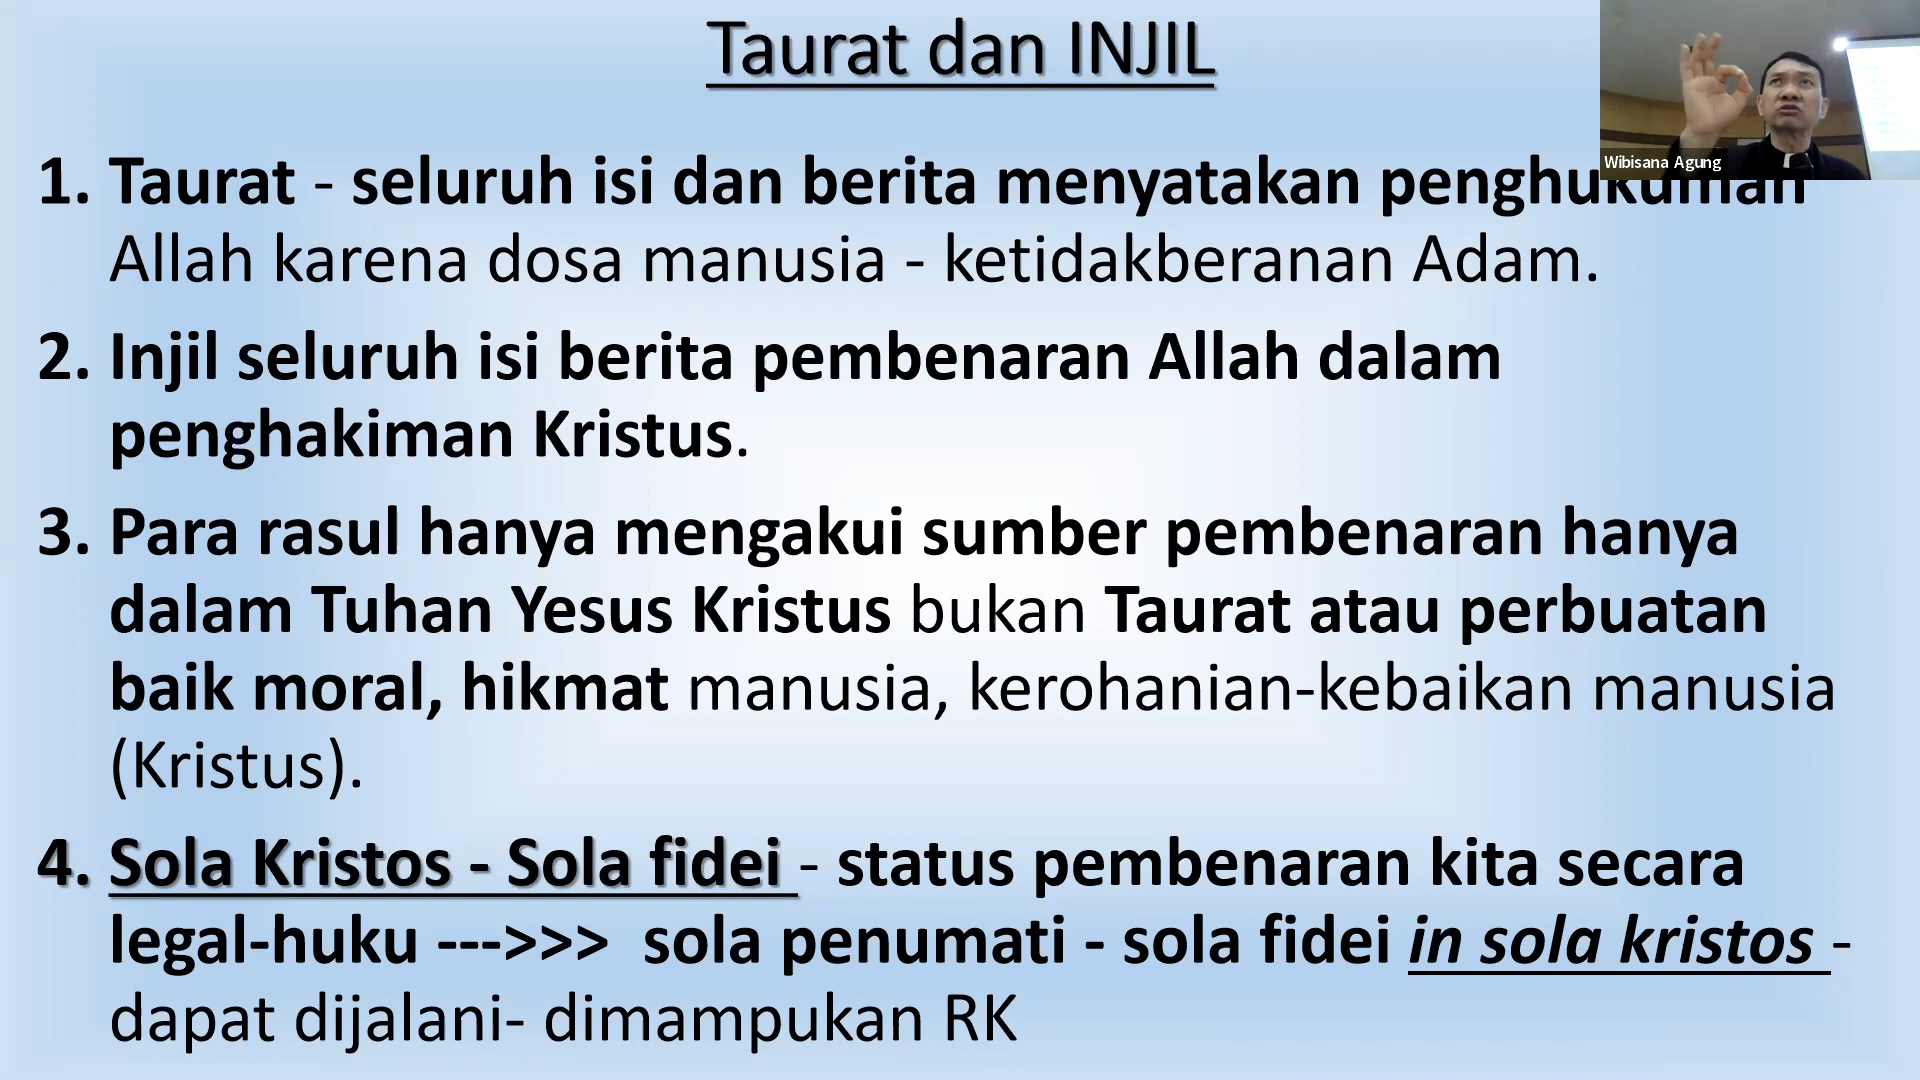 Taurat dan INJIL
Wibisana Agung
1. Taurat - seluruh isi dan berita menyatakan penghukuman
Allah karena dosa manusia - ketidakberanan Adam.
2. Injil seluruh isi berita pembenaran Allah dalam
penghakiman Kristus.
3. Para rasul hanya mengakui sumber pembenaran hanya
dalam Tuhan Yesus Kristus bukan Taurat atau perbuatan
baik moral, hikmat manusia, kerohanian-kebaikan manusia
(Kristus).
4. Sola Kristos - Sola fidei - status pembenaran kita secara
legal-huku --->>> sola penumati - sola fidei in sola kristos -
dapat dijalani- dimampukan RK